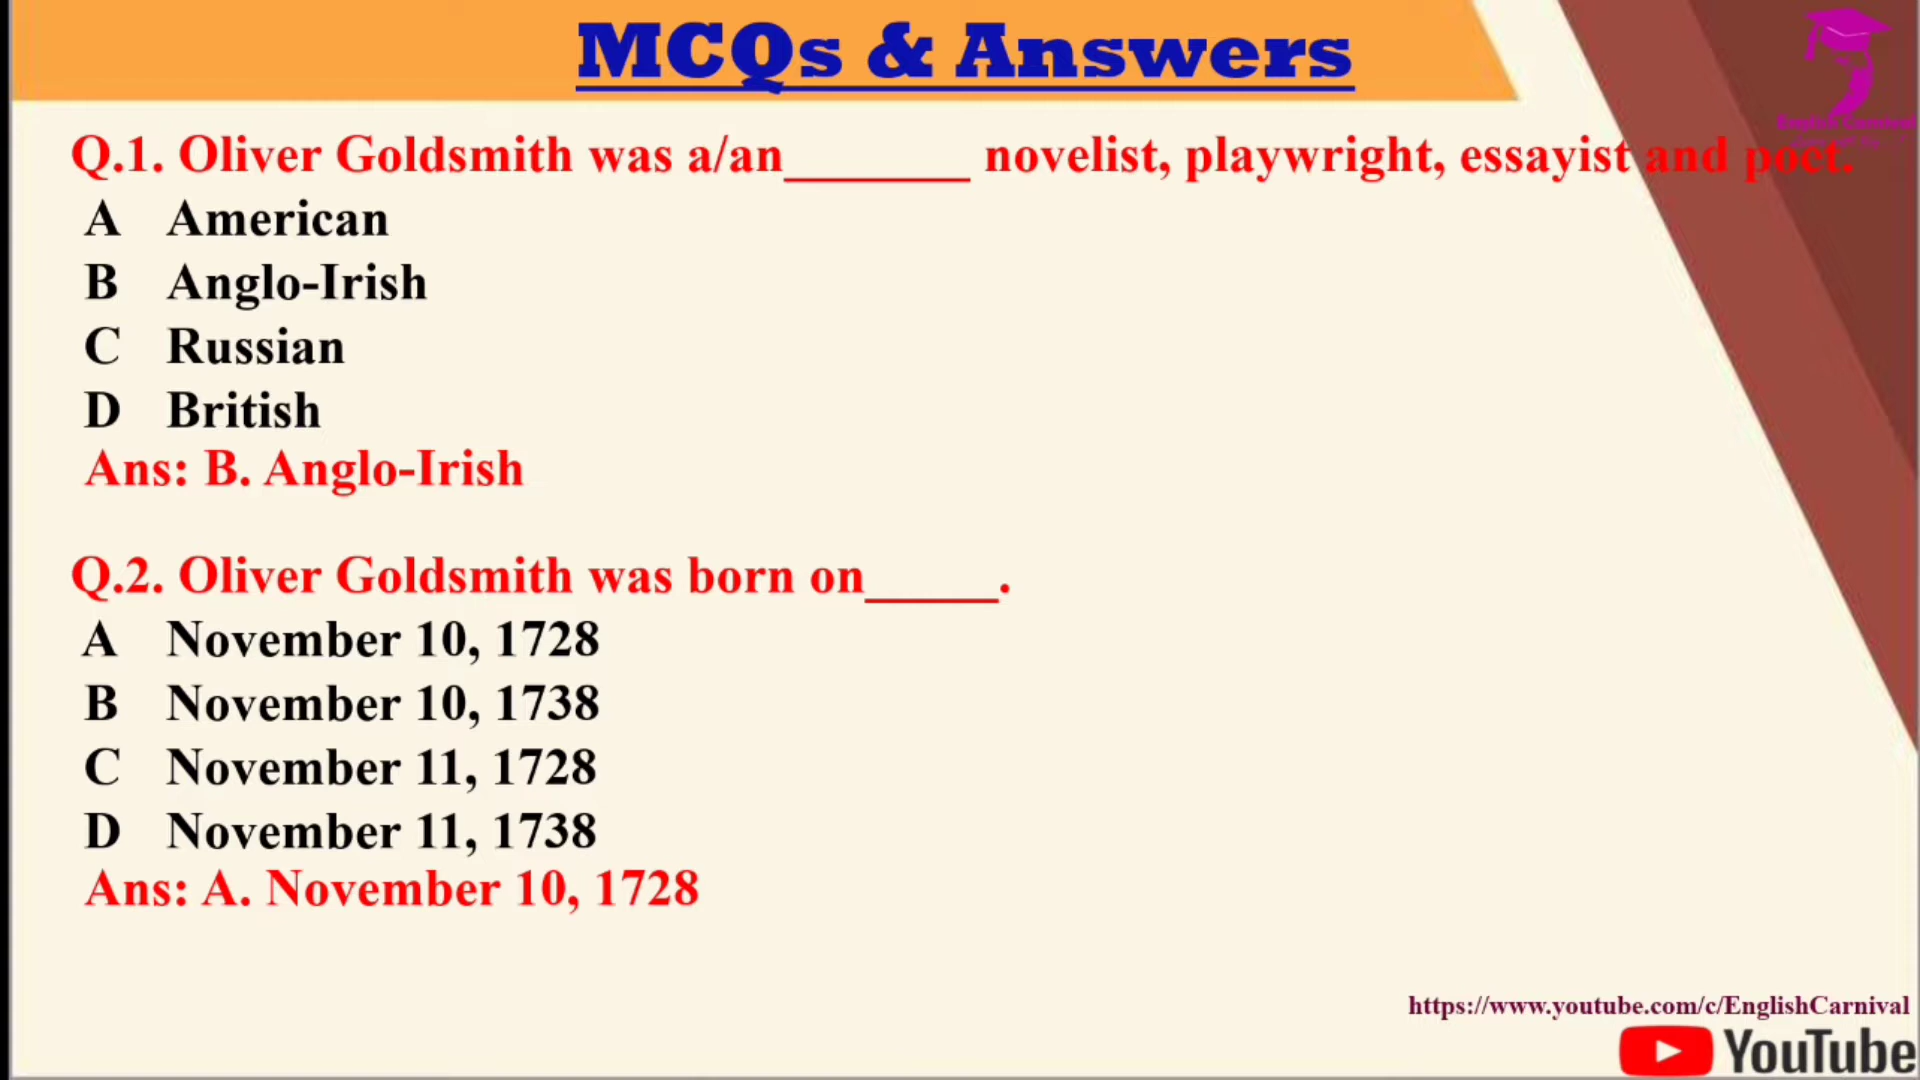 MCQs & Answers
Q.1. Oliver Goldsmith was a/an_______ novelist, playwright, essayist and poet.
A American
B Anglo-Irish
C Russian
D British
Ans: B. Anglo-Irish
Q.2. Oliver Goldsmith was born on_____.
A November 10, 1728
B November 10, 1738
C November 11, 1728
D November 11, 1738
Ans: A. November 10, 1728
https://www.youtube.com/c/EnglishCarnival
YouTube
English Carnival